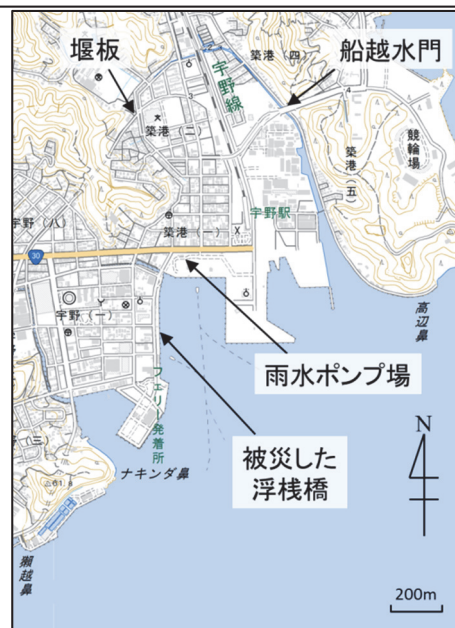 堰板
船越水門
宇野線
築港（四）
築港（二）
築港（五）
競輪場
宇野（八）
築港（一）
宇野駅
30
宇野（一）
高辺鼻
雨水ポンプ場
フェリー発着所
被災した
浮桟橋
ナキンダ鼻
N
瀬越鼻
200m